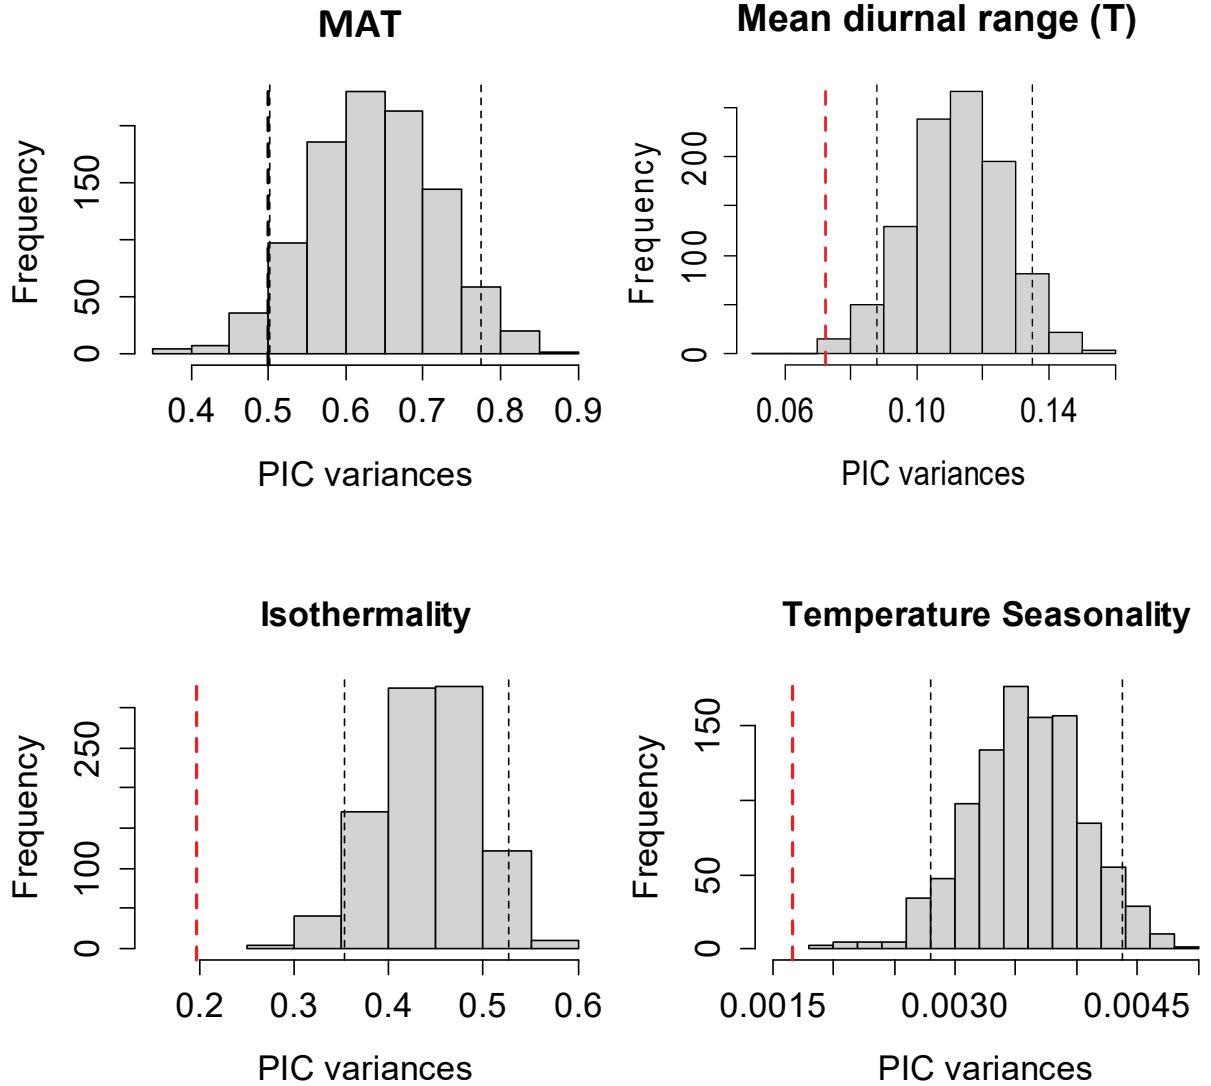 MAT
Frequency
0 50 150
0.4 0.5 0.6 0.7 0.8 0.9
PIC variances
Mean diurnal range (T)
Frequency
0 100 200
0.06 0.10 0.14
PIC variances
Isothermality
Frequency
0 100 250
0.2 0.3 0.4 0.5 0.6
PIC variances
Temperature Seasonality
Frequency
0 50 150
0.0015 0.0030 0.0045
PIC variances